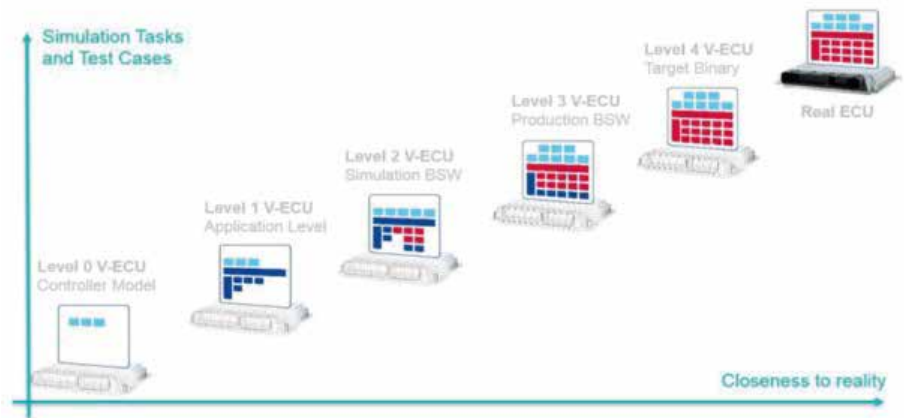 Simulation Tasks
and Test Cases
Level 4 V-ECU
Target Binary
Real ECU
Level 3 V-ECU
Production BSW
Level 2 V-ECU
Simulation BSW
Level 1 V-ECU
Application Level
Level 0 V-ECU
Controller Model
Closeness to reality